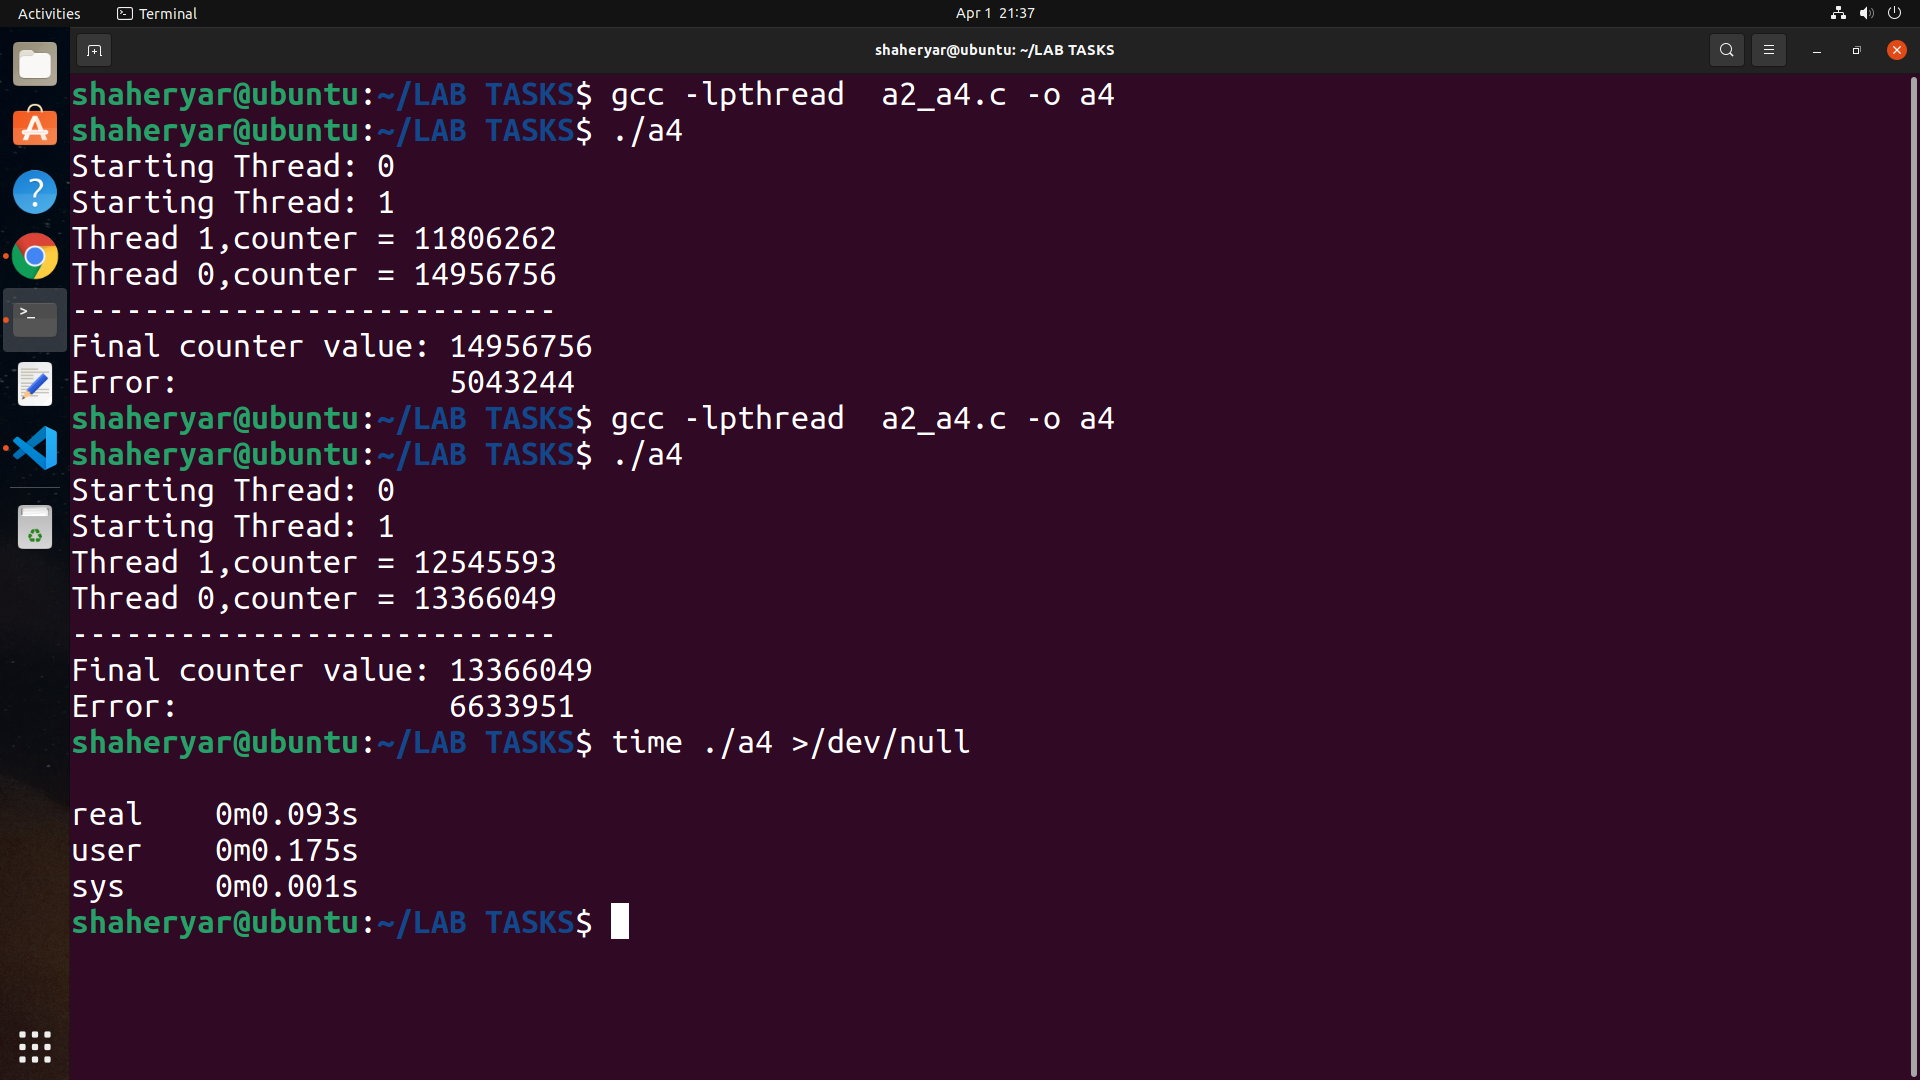 Activities
Terminal
Apr 1 21:37
shaheryar@ubuntu: ~/LAB TASKS
shaheryar@ubuntu:~/LAB TASKS$ gcc -lpthread  a2_a4.c -o a4
shaheryar@ubuntu:~/LAB TASKS$ ./a4
Starting Thread: 0
Starting Thread: 1
Thread 1,counter = 11806262
Thread 0,counter = 14956756
---------------------------
Final counter value: 14956756
Error:               5043244
shaheryar@ubuntu:~/LAB TASKS$ gcc -lpthread  a2_a4.c -o a4
shaheryar@ubuntu:~/LAB TASKS$ ./a4
Starting Thread: 0
Starting Thread: 1
Thread 1,counter = 12545593
Thread 0,counter = 13366049
---------------------------
Final counter value: 13366049
Error:               6633951
shaheryar@ubuntu:~/LAB TASKS$ time ./a4 >/dev/null
real    0m0.093s
user    0m0.175s
sys     0m0.001s
shaheryar@ubuntu:~/LAB TASKS$